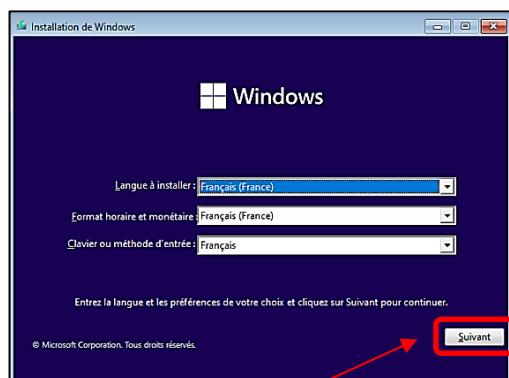 Installation de Windows
Windows
Langue à installer : Français (France)
Format horaire et monétaire : Français (France)
Clavier ou méthode d'entrée : Français
Entrez la langue et les préférences de votre choix et cliquez sur Suivant pour continuer.
Suivant
© Microsoft Corporation. Tous droits réservés.